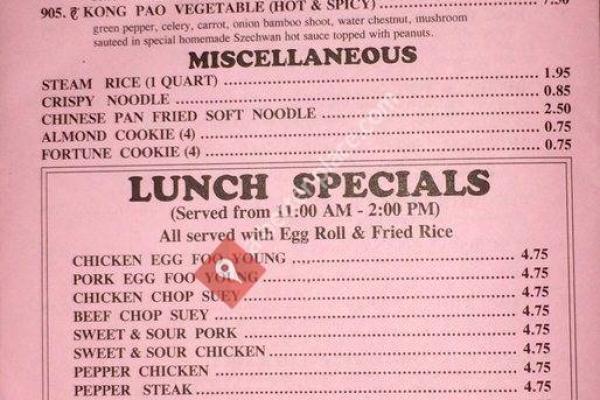 905. KONG PAO VEGETABLE (HOT & SPICY) 7.50
green pepper, celery, carrot, onion bamboo shoot, water chestnut, mushroom
sauteed in special homemade Szechwan hot sauce topped with peanuts.
MISCELLANEOUS
STEAM RICE (1 QUART) 1.95
CRISPY NOODLE 0.85
CHINESE PAN FRIED SOFT NOODLE 2.50
ALMOND COOKIE (4) 0.75
FORTUNE COOKIE (4) 0.75
LUNCH SPECIALS
(Served from 11:00 AM - 2:00 PM)
All served with Egg Roll & Fried Rice
CHICKEN EGG FOO YOUNG 4.75
PORK EGG FOO YOUNG 4.75
CHICKEN CHOP SUEY 4.75
BEEF CHOP SUEY 4.75
SWEET & SOUR PORK 4.75
SWEET & SOUR CHICKEN 4.75
PEPPER CHICKEN 4.75
PEPPER STEAK 4.75